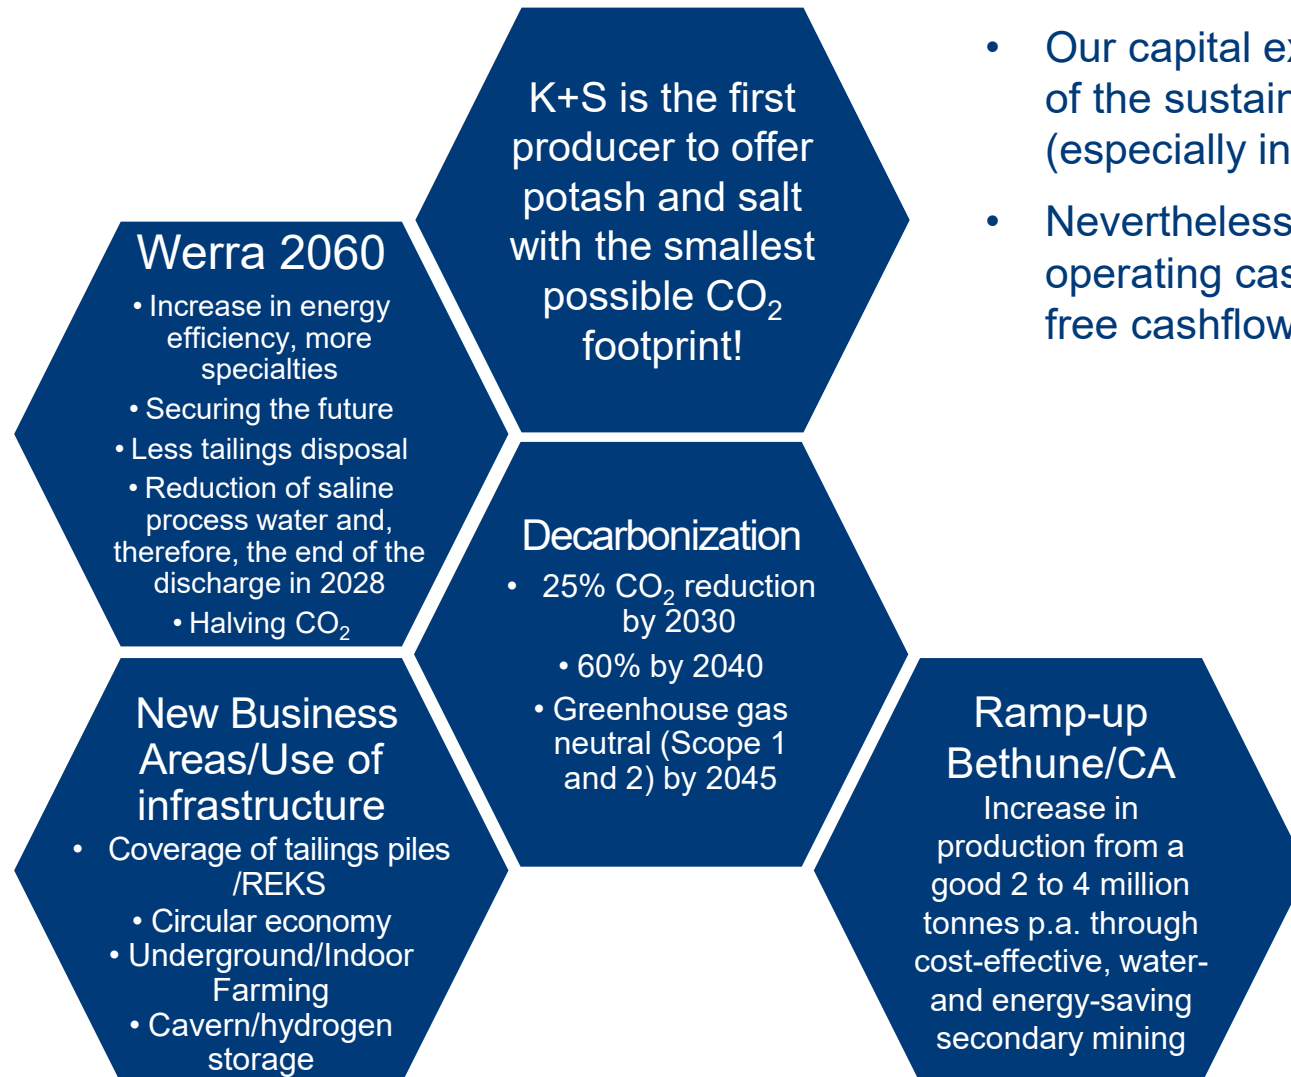 K+S is the first
producer to offer
potash and salt
with the smallest
possible CO₂
footprint!
• Our capital
of the
(especially
• Nevertheless
operating
free cashflow
Werra 2060
• Increase in energy
efficiency, more
specialties
• Securing the future
• Less tailings disposal
• Reduction of saline
process water and,
therefore, the end of the
discharge in 2028
• Halving CO₂
Decarbonization
• 25% CO₂ reduction
by 2030
• 60% by 2040
• Greenhouse gas
neutral (Scope 1
and 2) by 2045
New Business
Areas/Use of
infrastructure
• Coverage of tailings piles
/REKS
• Circular economy
• Underground/Indoor
Farming
• Cavern/hydrogen
storage
Ramp-up
Bethune/CA
Increase in
production from a
good 2 to 4 million
tonnes p.a. through
cost-effective, water-
and energy-saving
secondary mining